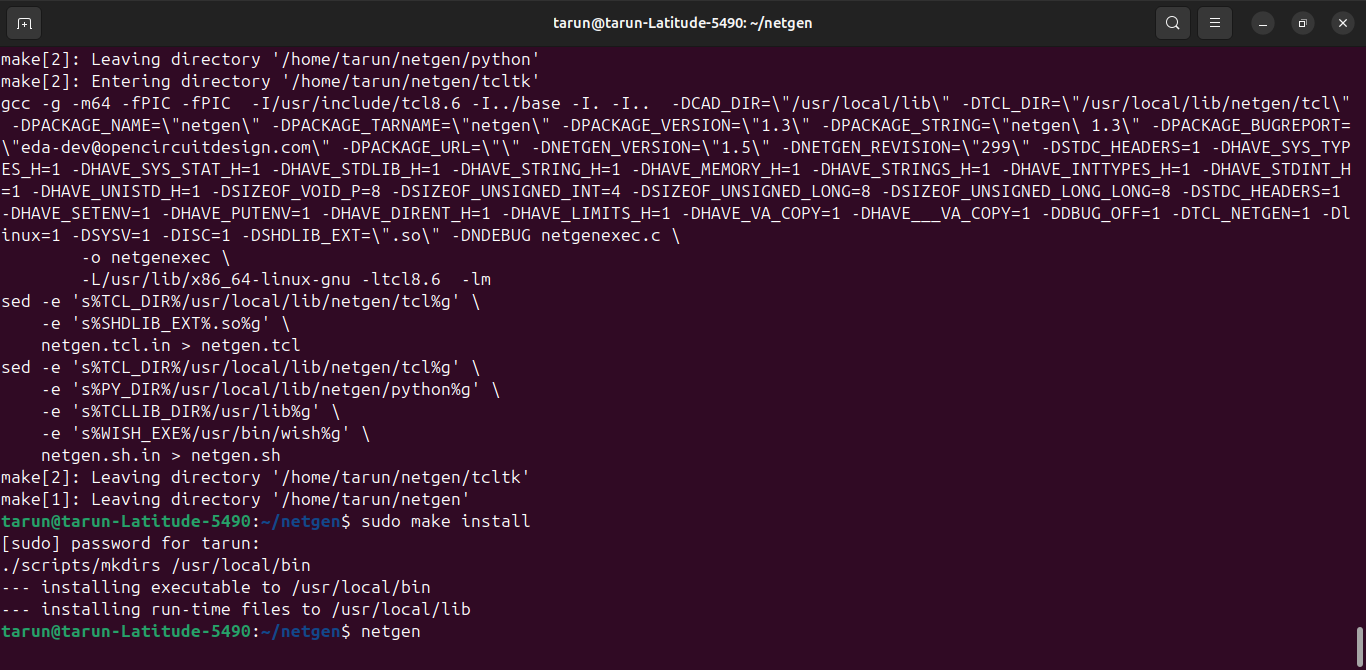 tarun@tarun-Latitude-5490: ~/netgen
make[2]: Leaving directory '/home/tarun/netgen/python'
make[2]: Entering directory '/home/tarun/netgen/tcltk'
gcc -g -m64 -fPIC -fPIC  -I/usr/include/tcl8.6 -I../base -I. -I..  -DCAD_DIR=\"/usr/local/lib\" -DTCL_DIR=\"/usr/local/lib/netgen/tcl\"
 -DPACKAGE_NAME=\"netgen\" -DPACKAGE_TARNAME=\"netgen\" -DPACKAGE_VERSION=\"1.3\" -DPACKAGE_STRING=\"netgen\ 1.3\" -DPACKAGE_BUGREPORT=
\"eda-dev@opencircuitdesign.com\" -DPACKAGE_URL=\"\" -DNETGEN_VERSION=\"1.5\" -DNETGEN_REVISION=\"299\" -DSTDC_HEADERS=1 -DHAVE_SYS_TYP
ES_H=1 -DHAVE_SYS_STAT_H=1 -DHAVE_STDLIB_H=1 -DHAVE_STRING_H=1 -DHAVE_MEMORY_H=1 -DHAVE_STRINGS_H=1 -DHAVE_INTTYPES_H=1 -DHAVE_STDINT_H
=1 -DHAVE_UNISTD_H=1 -DSIZEOF_VOID_P=8 -DSIZEOF_UNSIGNED_INT=4 -DSIZEOF_UNSIGNED_LONG=8 -DSIZEOF_UNSIGNED_LONG_LONG=8 -DSTDC_HEADERS=1
-DHAVE_SETENV=1 -DHAVE_PUTENV=1 -DHAVE_DIRENT_H=1 -DHAVE_LIMITS_H=1 -DHAVE_VA_COPY=1 -DHAVE___VA_COPY=1 -DDBUG_OFF=1 -DTCL_NETGEN=1 -Dl
inux=1 -DSYSV=1 -DISC=1 -DSHDLIB_EXT=\".so\" -DNDEBUG netgenexec.c \
        -o netgenexec \
        -L/usr/lib/x86_64-linux-gnu -ltcl8.6  -lm
sed -e 's%TCL_DIR%/usr/local/lib/netgen/tcl%g' \
    -e 's%SHDLIB_EXT%.so%g' \
    netgen.tcl.in > netgen.tcl
sed -e 's%TCL_DIR%/usr/local/lib/netgen/tcl%g' \
    -e 's%PY_DIR%/usr/local/lib/netgen/python%g' \
    -e 's%TCLLIB_DIR%/usr/lib%g' \
    -e 's%WISH_EXE%/usr/bin/wish%g' \
    netgen.sh.in > netgen.sh
make[2]: Leaving directory '/home/tarun/netgen/tcltk'
make[1]: Leaving directory '/home/tarun/netgen'
tarun@tarun-Latitude-5490:~/netgen$ sudo make install
[sudo] password for tarun:
./scripts/mkdirs /usr/local/bin
--- installing executable to /usr/local/bin
--- installing run-time files to /usr/local/lib
tarun@tarun-Latitude-5490:~/netgen$ netgen